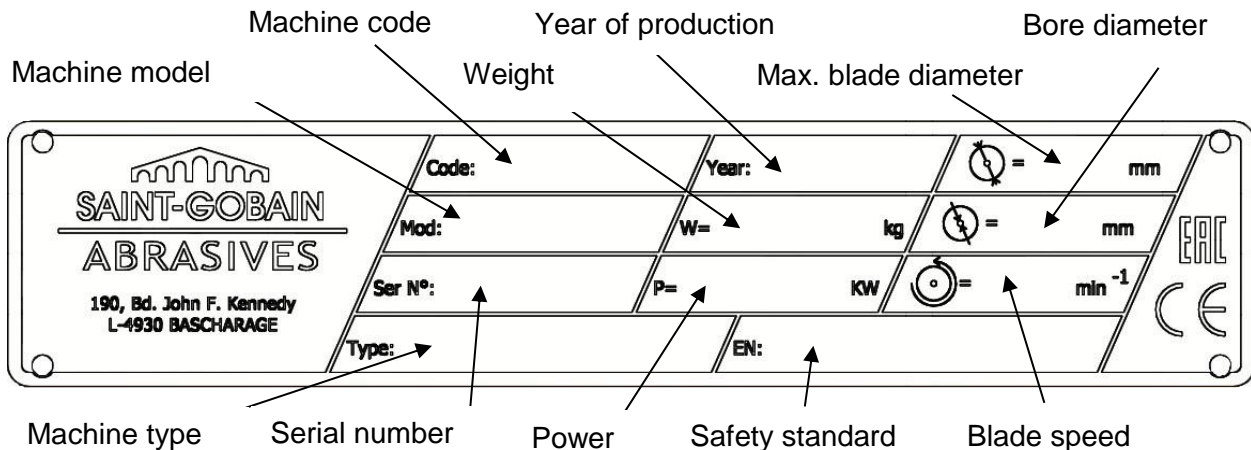 Machine code
Year of production
Bore diameter
Machine model
Weight
Max. blade diameter
SAINT-GOBAIN
ABRASIVES
190, Bd. John F. Kennedy
L-4930 BASCHARAGE
Code:
Year:
= mm
Mod:
W= kg
= mm
Ser N°:
P= KW
= min -1
Type:
EN:
EAC
CE
Machine type
Serial number
Power
Safety standard
Blade speed